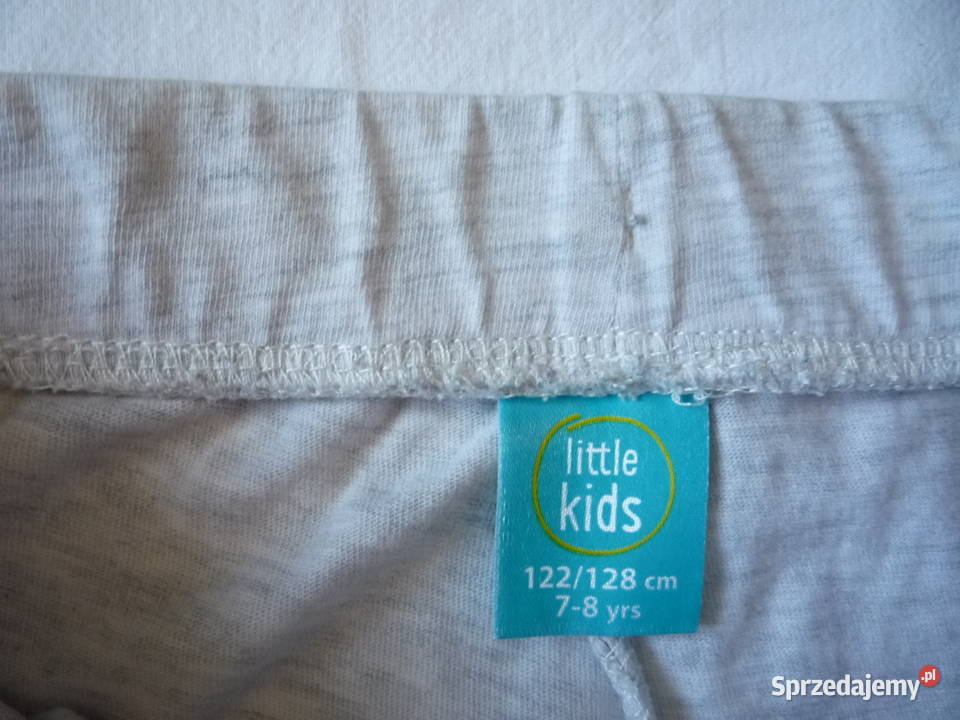 little
kids
122/128 cm
7-8 yrs
Sprzedajemy.pl